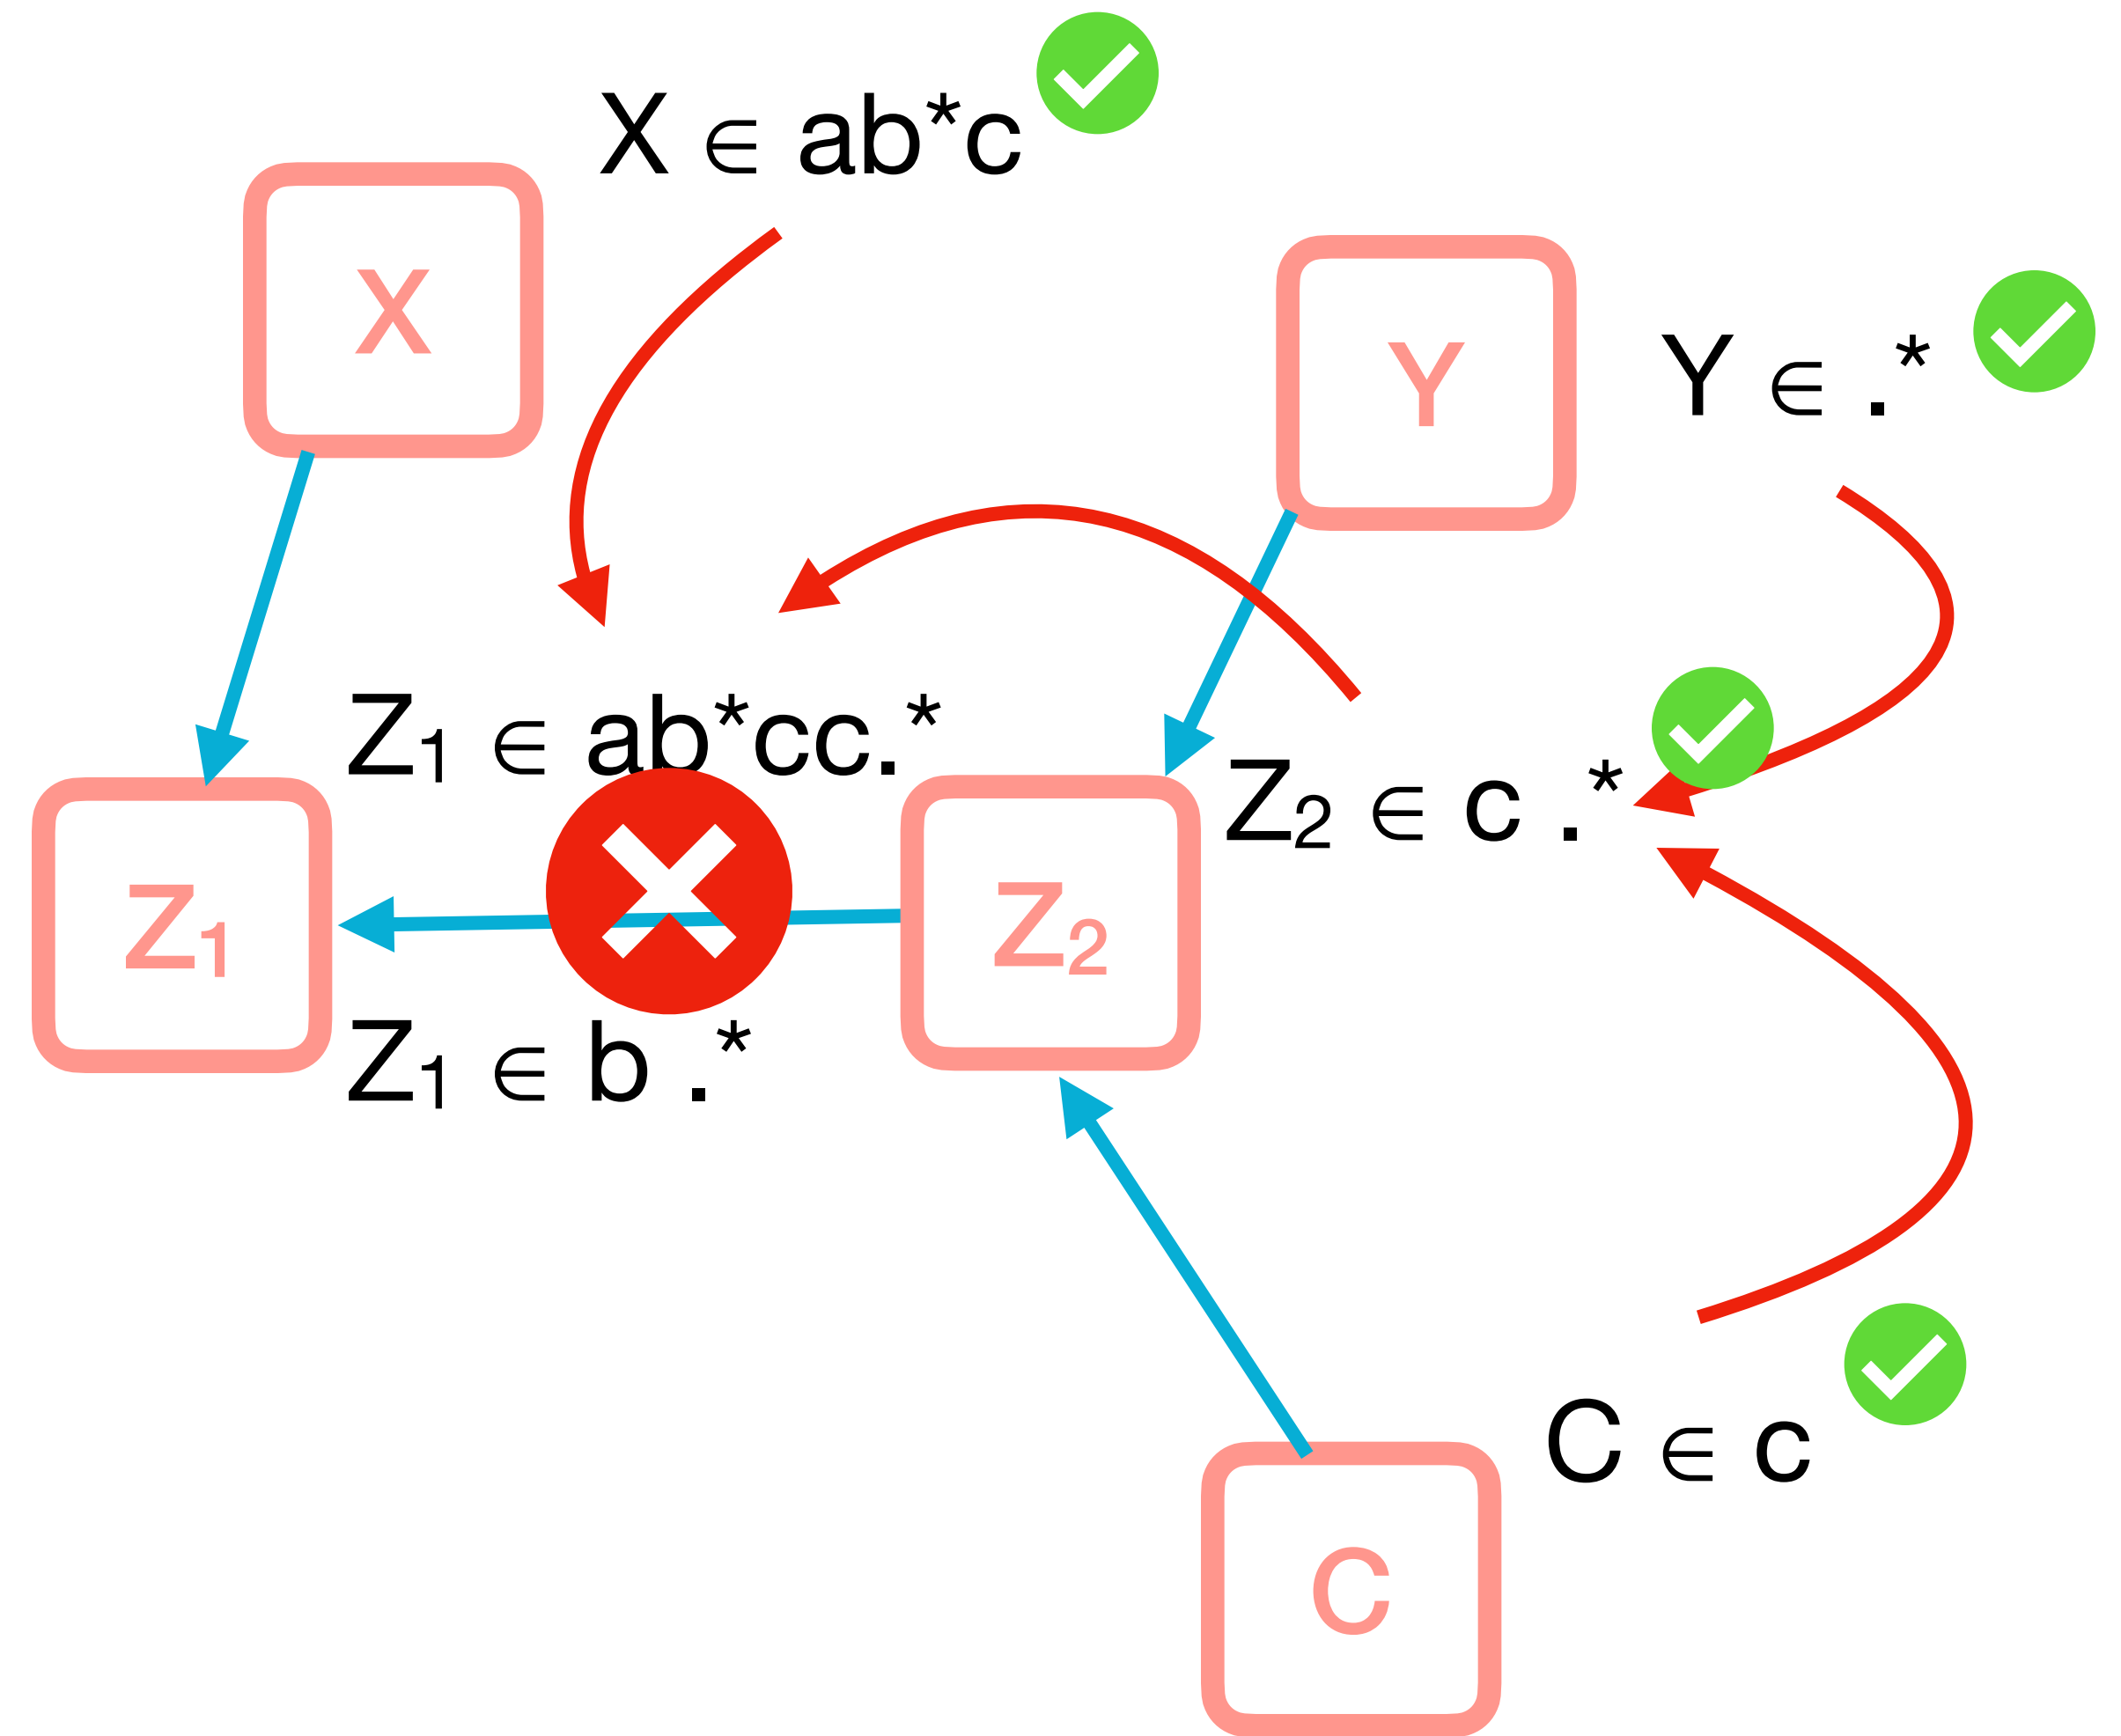 X ∈ ab*c
X
Y
Y ∈ .*
Z₁ ∈ ab*cc.*
Z₂ ∈ c .*
Z₁
Z₂
Z₁ ∈ b .*
C ∈ c
C